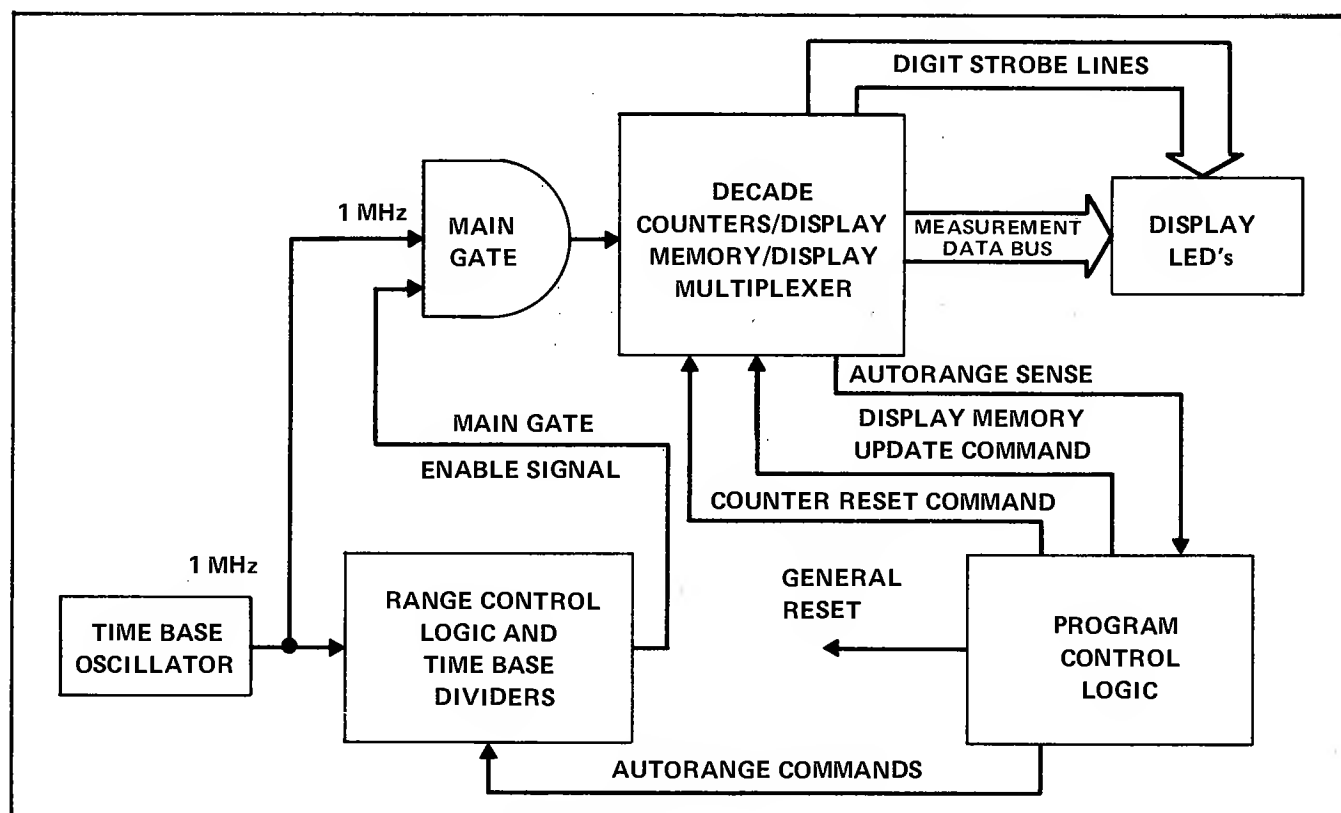 DIGIT STROBE LINES
1 MHz
MAIN
GATE
DECADE
COUNTERS/DISPLAY
MEMORY/DISPLAY
MULTIPLEXER
MEASUREMENT
DATA BUS
DISPLAY
LED's
AUTORANGE SENSE
MAIN GATE
ENABLE SIGNAL
DISPLAY MEMORY
UPDATE COMMAND
COUNTER RESET COMMAND
1 MHz
TIME BASE
OSCILLATOR
RANGE CONTROL
LOGIC AND
TIME BASE
DIVIDERS
GENERAL
RESET
PROGRAM
CONTROL
LOGIC
AUTORANGE COMMANDS